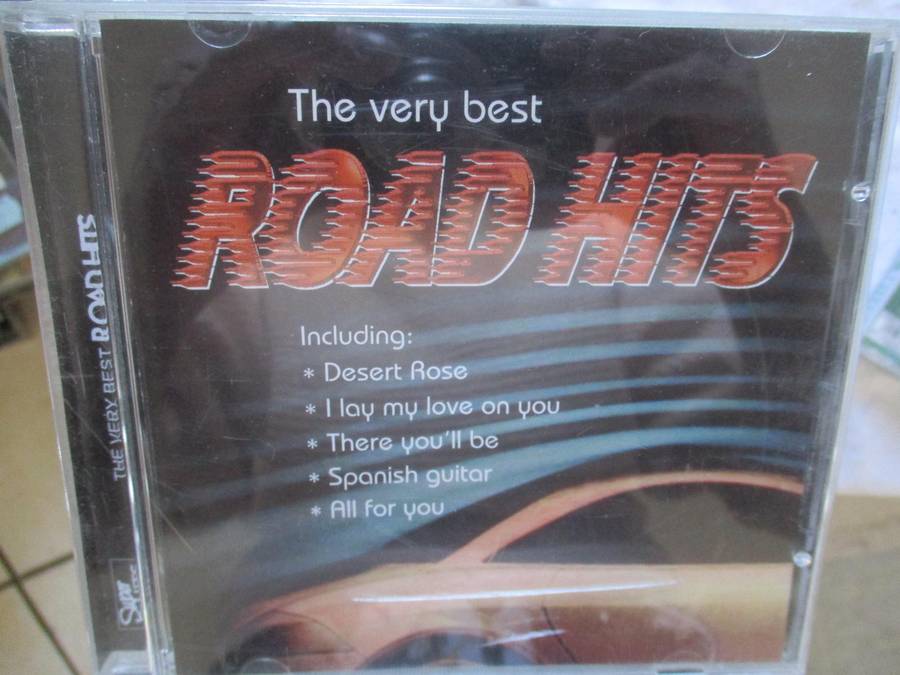 The very best
ROAD HITS
Including:
* Desert Rose
* I lay my love on you
* There you'll be
* Spanish guitar
* All for you
THE VERY BEST ROAD HITS